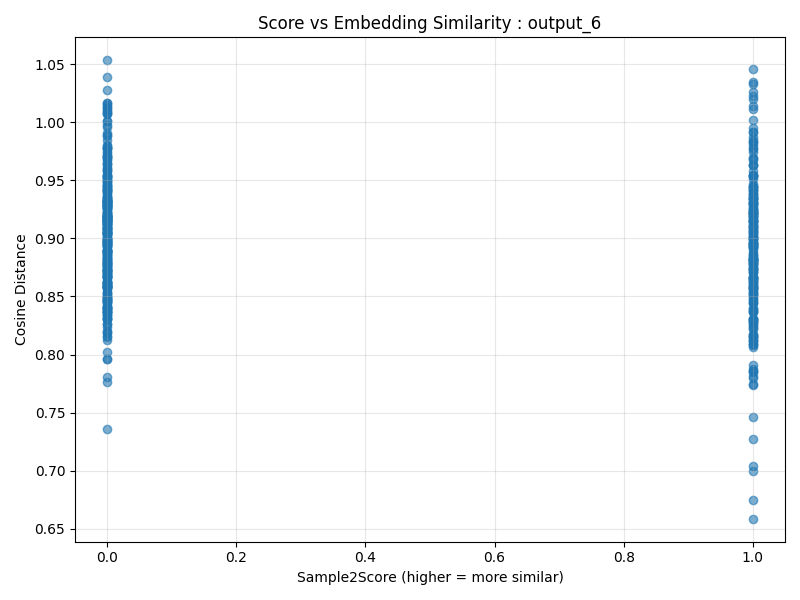 Score vs Embedding Similarity : output_6
Cosine Distance
1.05
1.00
0.95
0.90
0.85
0.80
0.75
0.70
0.65
0.0 0.2 0.4 0.6 0.8 1.0
Sample2Score (higher = more similar)